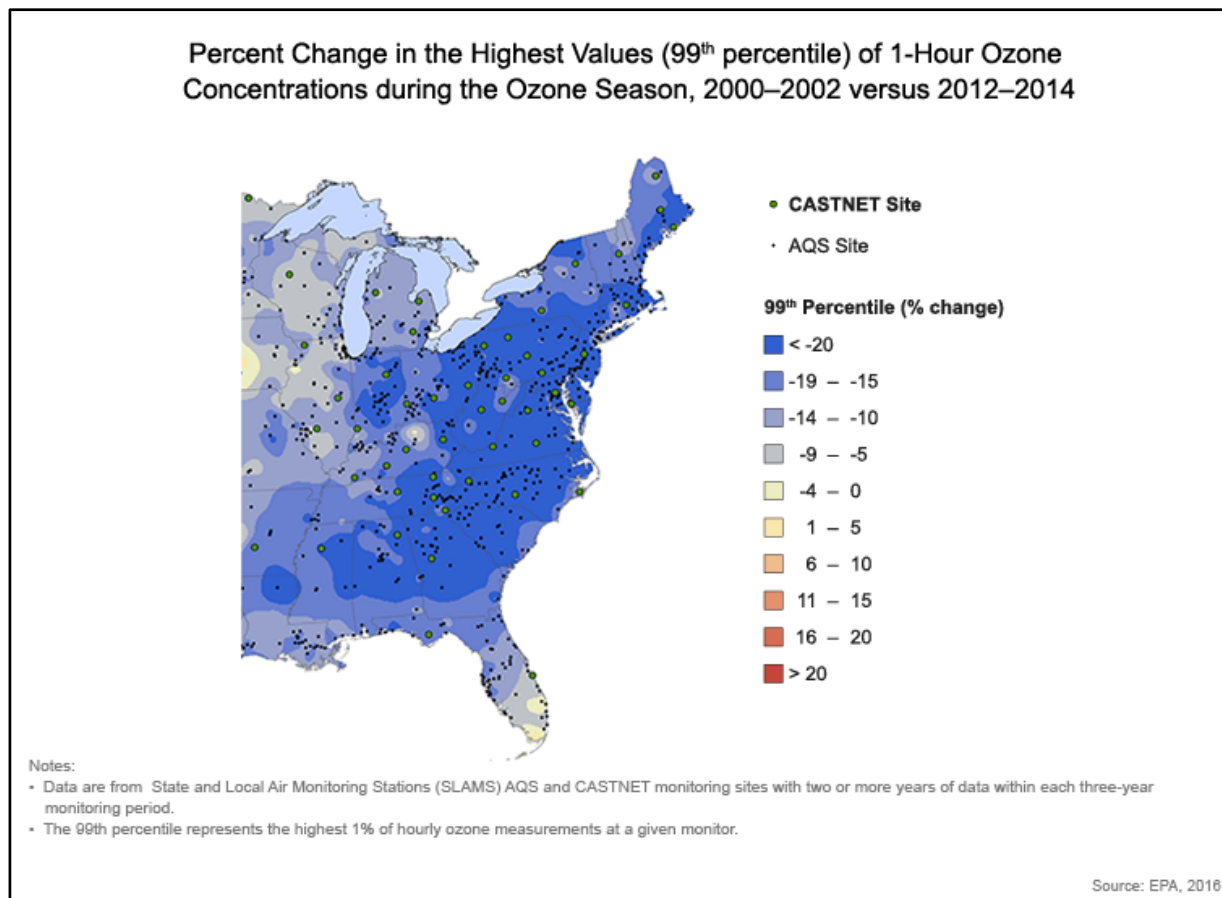 Percent Change in the Highest Values (99th percentile) of 1-Hour Ozone
Concentrations during the Ozone Season, 2000–2002 versus 2012–2014
CASTNET Site
AQS Site
99th Percentile (% change)
< -20
-19 – -15
-14 – -10
-9 – -5
-4 – 0
1 – 5
6 – 10
11 – 15
16 – 20
> 20
Notes:
• Data are from State and Local Air Monitoring Stations (SLAMS) AQS and CASTNET monitoring sites with two or more years of data within each three-year
monitoring period.
• The 99th percentile represents the highest 1% of hourly ozone measurements at a given monitor.
Source: EPA, 2016